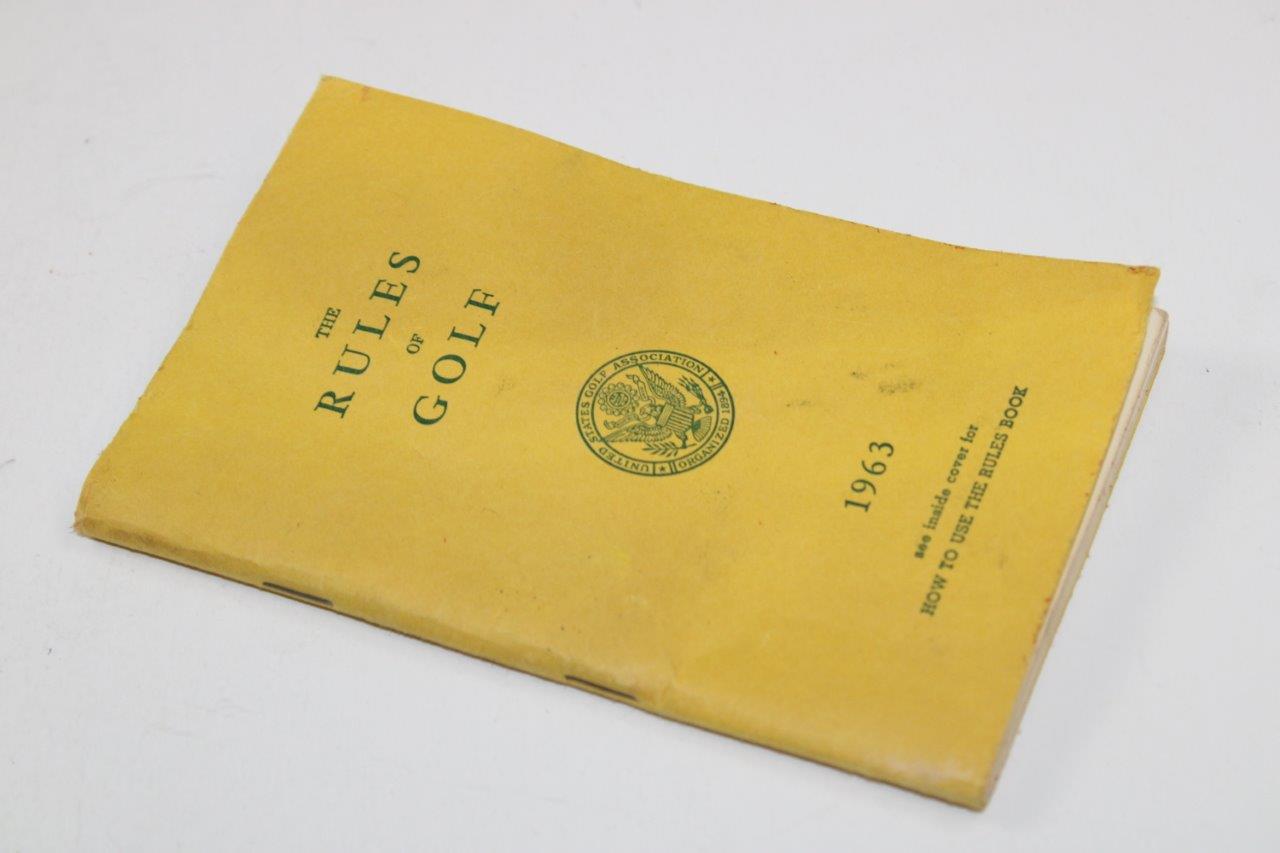 THE
RULES
OF
GOLF
UNITED STATES GOLF ASSOCIATION
ORGANIZED 1894
1963
see inside cover for
HOW TO USE THE RULES BOOK